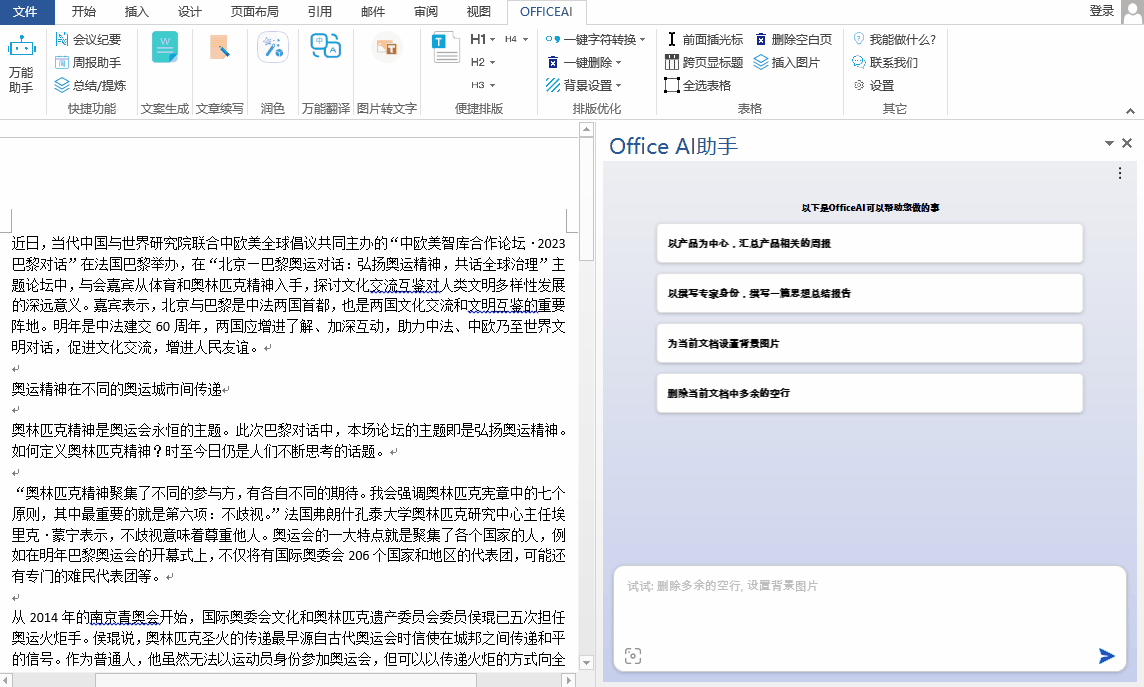 文件 开始 插入 设计 页面布局 引用 邮件 审阅 视图 OFFICEAI 登录
万能助手
会议纪要
周报助手
总结/提炼
快捷功能
W
文案生成
文章续写
润色
中 A
万能翻译
T
图片转文字
T
H1 H4
H2
H3
便捷排版
一键字符转换
一键删除
背景设置
排版优化
前面插光标 删除空白页
跨页显标题 插入图片
全选表格
表格
我能做什么?
联系我们
设置
其它
近日，当代中国与世界研究院联合中欧美全球倡议共同主办的“中欧美智库合作论坛·2023
巴黎对话”在法国巴黎举办，在“北京—巴黎奥运对话：弘扬奥运精神，共话全球治理”主
题论坛中，与会嘉宾从体育和奥林匹克精神入手，探讨文化交流互鉴对人类文明多样性发展
的深远意义。嘉宾表示，北京与巴黎是中法两国首都，也是两国文化交流和文明互鉴的重要
阵地。明年是中法建交 60 周年，两国应增进了解、加深互动，助力中法、中欧乃至世界文
明对话，促进文化交流，增进人民友谊。
奥运精神在不同的奥运城市间传递
奥林匹克精神是奥运会永恒的主题。此次巴黎对话中，本场论坛的主题即是弘扬奥运精神。
如何定义奥林匹克精神？时至今日仍是人们不断思考的话题。
“奥林匹克精神聚集了不同的参与方，有各自不同的期待。我会强调奥林匹克宪章中的七个
原则，其中最重要的就是第六项：不歧视。”法国弗朗什孔泰大学奥林匹克研究中心主任埃
里克·蒙宁表示，不歧视意味着尊重他人。奥运会的一大特点就是聚集了各个国家的人，例
如在明年巴黎奥运会的开幕式上，不仅将有国际奥委会 206 个国家和地区的代表团，可能还
有专门的难民代表团等。
从 2014 年的南京青奥会开始，国际奥委会文化和奥林匹克遗产委员会委员侯琨已五次担任
奥运火炬手。侯琨说，奥林匹克圣火的传递最早源自古代奥运会时信使在城邦之间传递和平
的信号。作为普通人，他虽然无法以运动员身份参加奥运会，但可以以传递火炬的方式向全
Office AI助手
以下是OfficeAI可以帮助您做的事
以产品为中心，汇总产品相关的周报
以撰写专家身份，撰写一篇思想总结报告
为当前文档设置背景图片
删除当前文档中多余的空行
试试: 删除多余的空行, 设置背景图片